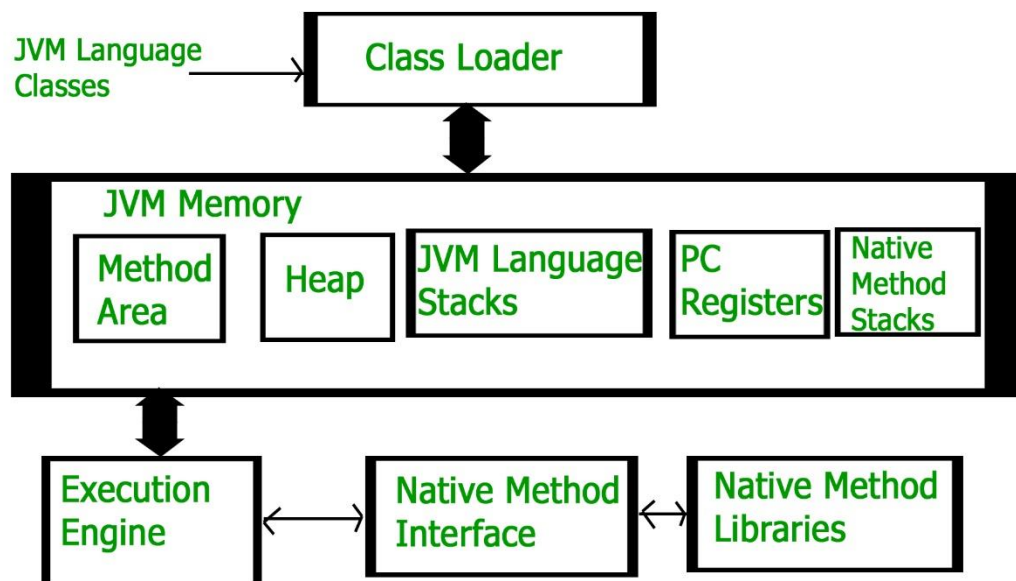 JVM Language
Classes
Class Loader
JVM Memory
Method
Area
Heap
JVM Language
Stacks
PC
Registers
Native
Method
Stacks
Execution
Engine
Native Method
Interface
Native Method
Libraries